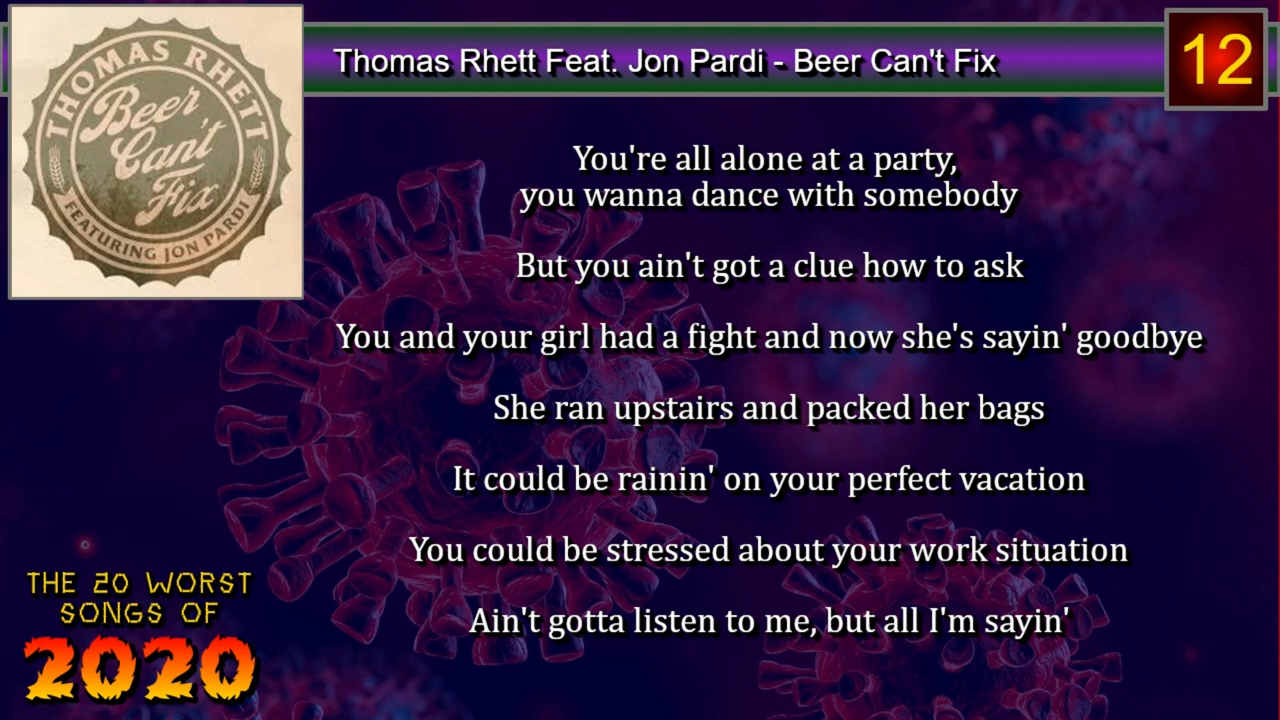 THOMAS RHETT
Beer
Can't
Fix
FEATURING JON PARDI
Thomas Rhett Feat. Jon Pardi - Beer Can't Fix
12
You're all alone at a party,
you wanna dance with somebody
But you ain't got a clue how to ask
You and your girl had a fight and now she's sayin' goodbye
She ran upstairs and packed her bags
It could be rainin' on your perfect vacation
You could be stressed about your work situation
Ain't gotta listen to me, but all I'm sayin'
THE 20 WORST
SONGS OF
2020